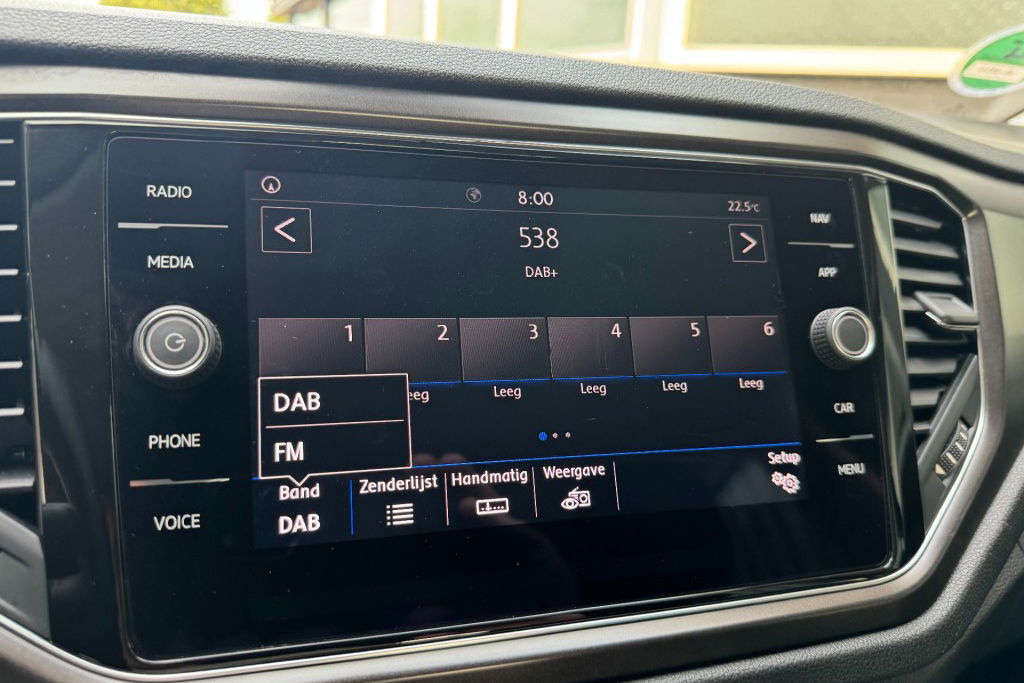 RADIO
MEDIA
PHONE
VOICE
8:00
22.5°C
538
DAB+
1 2 3 4 5 6
Leeg Leeg Leeg Leeg
DAB
FM
Band
DAB
Zenderlijst
Handmatig
Weergave
Setup
NAV
APP
CAR
MENU